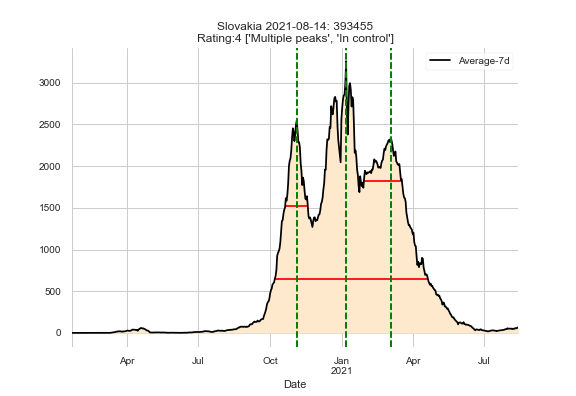 Slovakia 2021-08-14: 393455
Rating:4 ['Multiple peaks', 'In control']
Average-7d
3000
2500
2000
1500
1000
500
0
Apr Jul Oct Jan Apr Jul
2021
Date